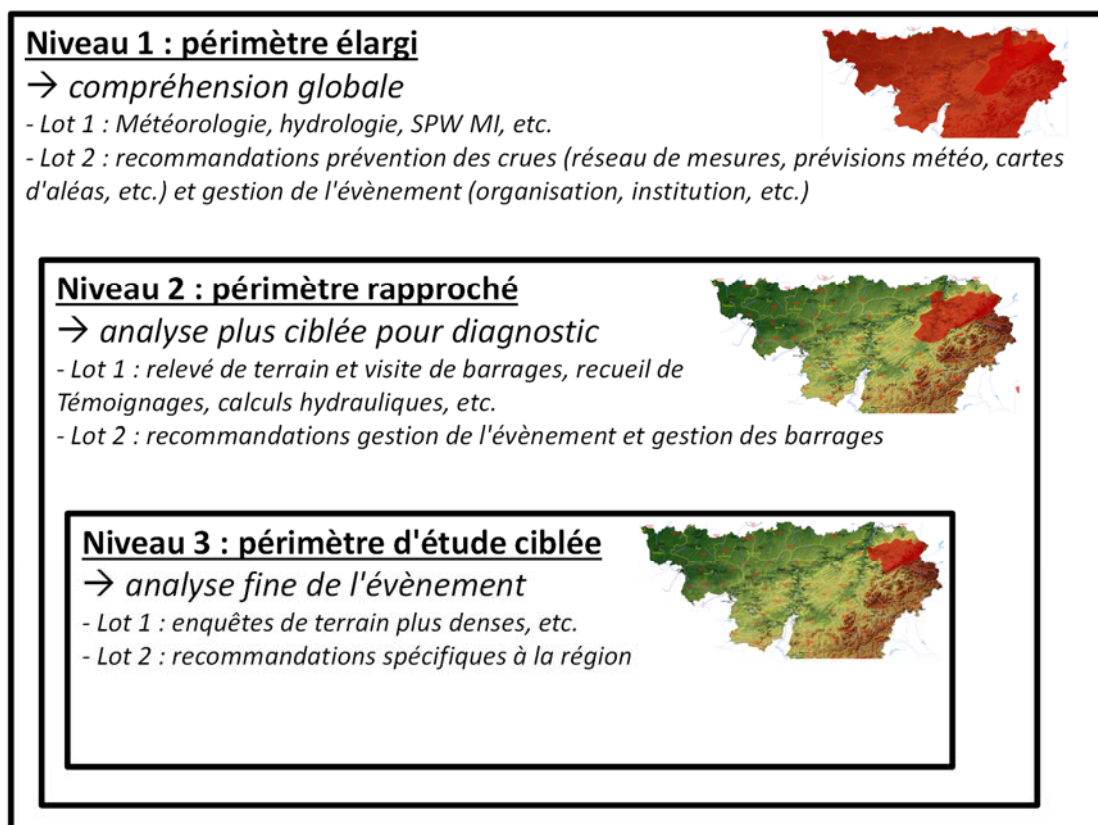 Niveau 1 : périmètre élargi
→ compréhension globale
- Lot 1 : Météorologie, hydrologie, SPW MI, etc.
- Lot 2 : recommandations prévention des crues (réseau de mesures, prévisions météo, cartes
d'aléas, etc.) et gestion de l'évènement (organisation, institution, etc.)
Niveau 2 : périmètre rapproché
→ analyse plus ciblée pour diagnostic
- Lot 1 : relevé de terrain et visite de barrages, recueil de
Témoignages, calculs hydrauliques, etc.
- Lot 2 : recommandations gestion de l'évènement et gestion des barrages
Niveau 3 : périmètre d'étude ciblée
→ analyse fine de l'évènement
- Lot 1 : enquêtes de terrain plus denses, etc.
- Lot 2 : recommandations spécifiques à la région